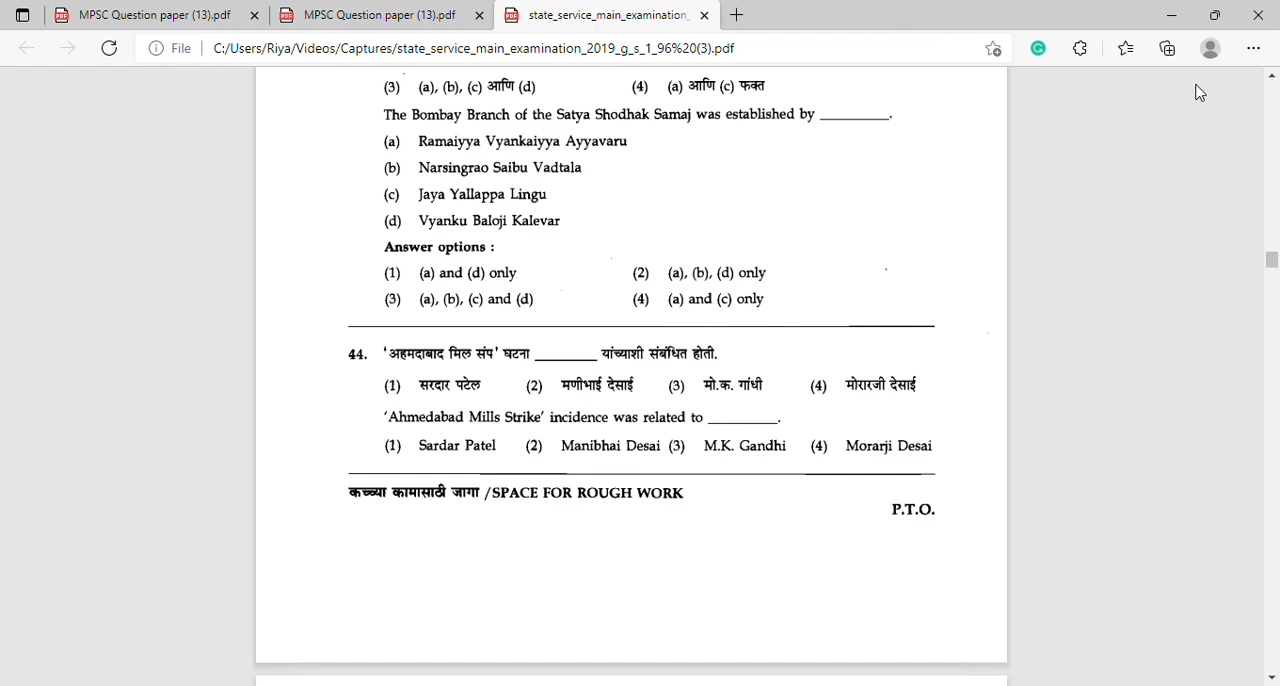 MPSC Question paper (13).pdf
MPSC Question paper (13).pdf
state_service_main_examination_
File C:/Users/Riya/Videos/Captures/state_service_main_examination_2019_g_s_1_96%20(3).pdf
(3) (a), (b), (c) आणि (d) (4) (a) आणि (c) फक्त
The Bombay Branch of the Satya Shodhak Samaj was established by ________.
(a) Ramaiyya Vyankaiyya Ayyavaru
(b) Narsingrao Saibu Vadtala
(c) Jaya Yallappa Lingu
(d) Vyanku Baloji Kalevar
Answer options :
(1) (a) and (d) only (2) (a), (b), (d) only
(3) (a), (b), (c) and (d) (4) (a) and (c) only
44. ‘अहमदाबाद मिल संप’ घटना ________ यांच्याशी संबंधित होती.
(1) सरदार पटेल (2) मणीभाई देसाई (3) मो.क. गांधी (4) मोरारजी देसाई
‘Ahmedabad Mills Strike’ incidence was related to ________.
(1) Sardar Patel (2) Manibhai Desai (3) M.K. Gandhi (4) Morarji Desai
कच्च्या कामासाठी जागा /SPACE FOR ROUGH WORK
P.T.O.